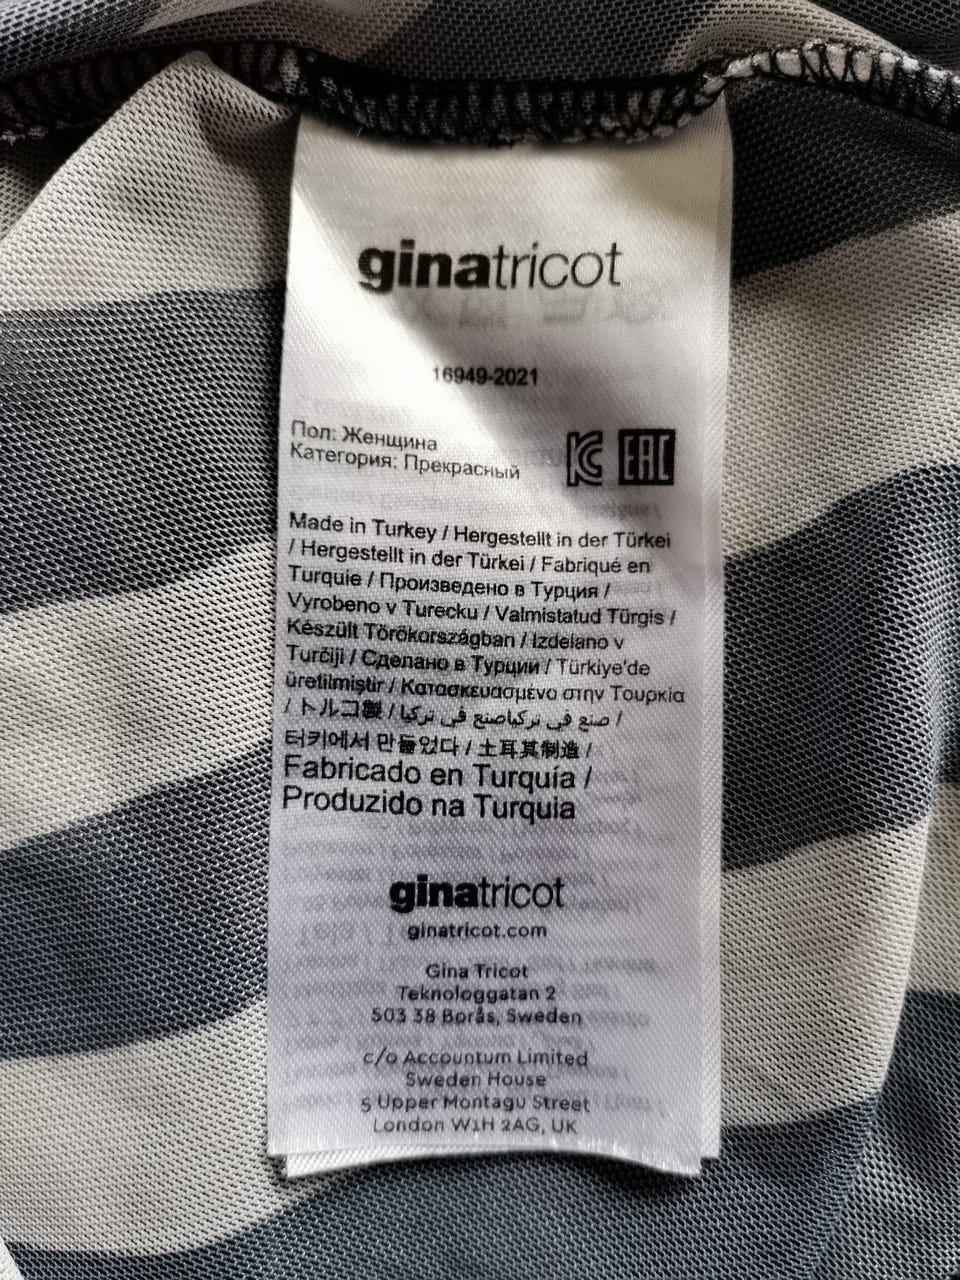 ginatricot
16949-2021
Пол: Женщина
Категория: Прекрасный
EAC
Made in Turkey / Hergestellt in der Türkei
/ Hergestellt in der Türkei / Fabriqué en
Turquie / Произведено в Турция /
Vyrobeno v Turecku / Valmistatud Türgis /
Készült Törökországban / Izdelano v
Turčiji / Сделано в Турции / Türkiye'de
üretilmiştir / Κατασκευασμένο στην Τουρκία
/ トルコ製 / صنع في تركياصنع في تركيا /
터키에서 만들었다 / 土耳其制造 /
Fabricado en Turquía /
Produzido na Turquia
ginatricot
ginatricot.com
Gina Tricot
Teknologgatan 2
503 38 Borås, Sweden
c/o Accountum Limited
Sweden House
5 Upper Montagu Street
London W1H 2AG, UK